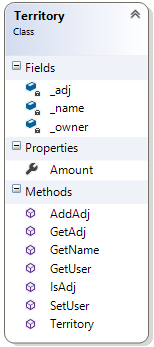 Territory
Class
Fields
_adj
_name
_owner
Properties
Amount
Methods
AddAdj
GetAdj
GetName
GetUser
IsAdj
SetUser
Territory